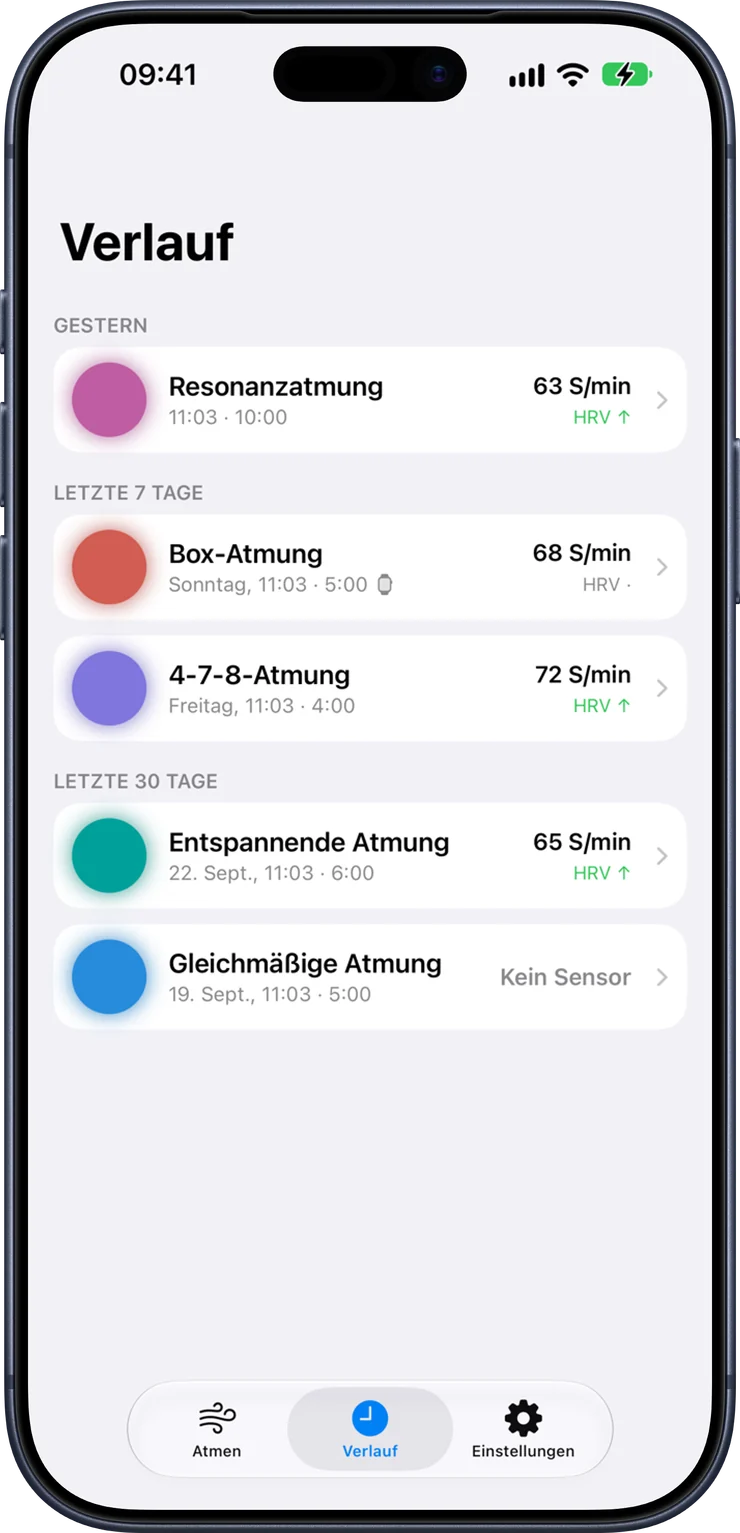 09:41
Verlauf
GESTERN
Resonanzatmung
63 S/min
11:03 · 10:00
HRV ↑
LETZTE 7 TAGE
Box-Atmung
68 S/min
Sonntag, 11:03 · 5:00
HRV ·
4-7-8-Atmung
72 S/min
Freitag, 11:03 · 4:00
HRV ↑
LETZTE 30 TAGE
Entspannende Atmung
65 S/min
22. Sept., 11:03 · 6:00
HRV ↑
Gleichmäßige Atmung
Kein Sensor
19. Sept., 11:03 · 5:00
Atmen
Verlauf
Einstellungen